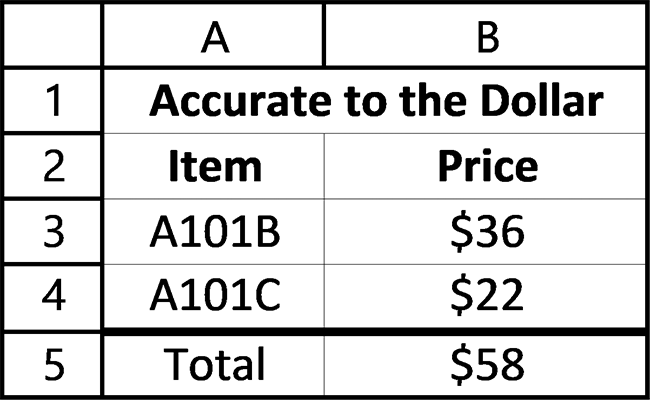 A B
1 Accurate to the Dollar
2 Item Price
3 A101B $36
4 A101C $22
5 Total $58